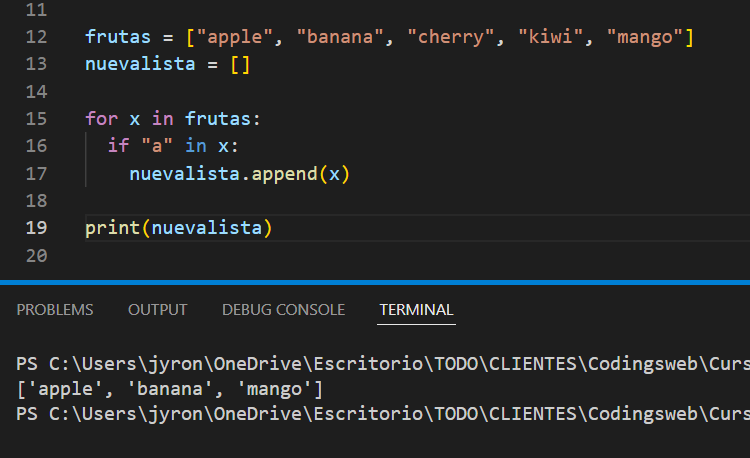 11
12 frutas = ["apple", "banana", "cherry", "kiwi", "mango"]
13 nuevalista = []
14
15 for x in frutas:
16   if "a" in x:
17     nuevalista.append(x)
18
19 print(nuevalista)
20
PROBLEMS OUTPUT DEBUG CONSOLE TERMINAL
PS C:\Users\jyron\OneDrive\Escritorio\TODO\CLIENTES\Codingsweb\Curs
['apple', 'banana', 'mango']
PS C:\Users\jyron\OneDrive\Escritorio\TODO\CLIENTES\Codingsweb\Curs